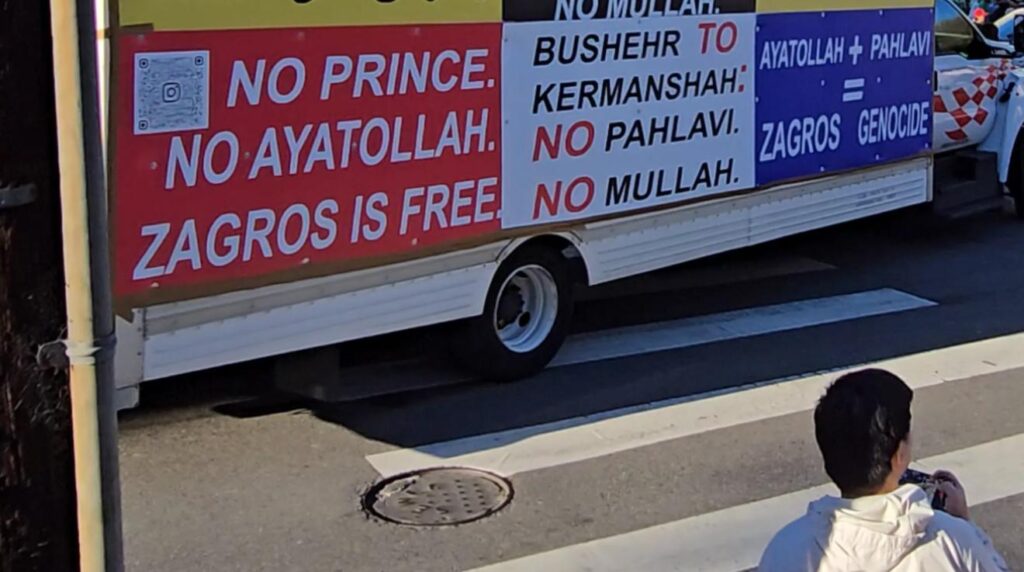 NO PRINCE.
NO AYATOLLAH.
ZAGROS IS FREE.
NO MULLAH.
BUSHEHR TO
KERMANSHAH:
NO PAHLAVI.
NO MULLAH.
AYATOLLAH + PAHLAVI
=
ZAGROS GENOCIDE